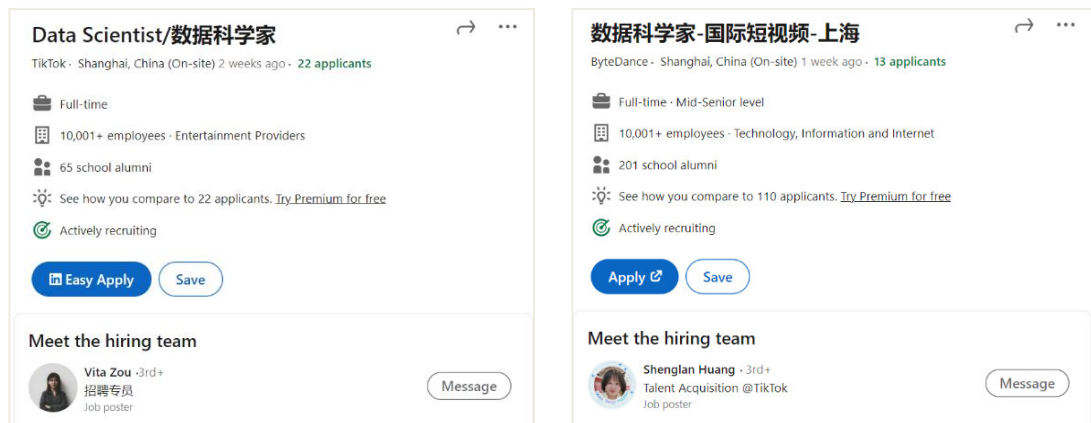 Data Scientist/数据科学家
TikTok · Shanghai, China (On-site) 2 weeks ago · 22 applicants
Full-time
10,001+ employees · Entertainment Providers
65 school alumni
See how you compare to 22 applicants. Try Premium for free
Actively recruiting
in Easy Apply
Save
Meet the hiring team
Vita Zou · 3rd+
招聘专员
Job poster
Message
数据科学家-国际短视频-上海
ByteDance · Shanghai, China (On-site) 1 week ago · 13 applicants
Full-time · Mid-Senior level
10,001+ employees · Technology, Information and Internet
201 school alumni
See how you compare to 110 applicants. Try Premium for free
Actively recruiting
Apply
Save
Meet the hiring team
Shenglan Huang · 3rd+
Talent Acquisition @TikTok
Job poster
Message